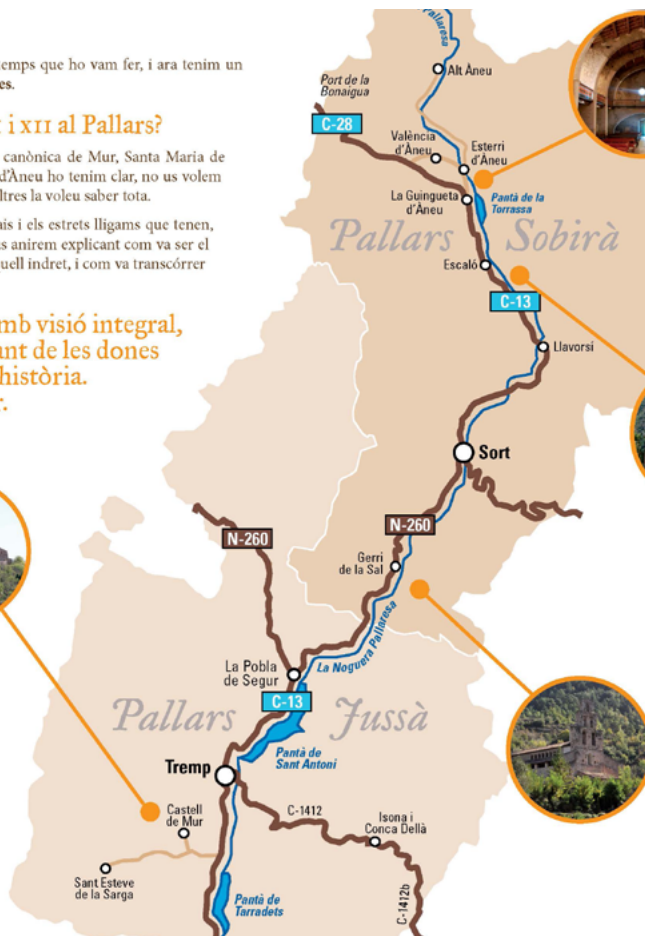 emps que ho vam fer, i ara tenim un
es.
i XII al Pallars?
canònica de Mur, Santa Maria de
d'Àneu ho tenim clar, no us volem
ltres la voleu saber tota.
ais i els estrets lligams que tenen,
us anirem explicant com va ser el
uell indret, i com va transcórrer
mb visió integral,
unt de les dones
història.
r.
Pallaresa
Alt Àneu
Port de la
Bonaigua
C-28
València
d'Àneu
Esterri
d'Àneu
La Guingueta
d'Àneu
Pantà de la
Torrassa
Pallars Sobirà
Escaló
C-13
Llavorsí
Sort
N-260
N-260
Gerri
de la Sal
La Noguera Pallaresa
La Pobla
de Segur
C-13
Pallars Jussà
Pantà de
Sant Antoni
Tremp
Castell
de Mur
C-1412
Isona i
Conca Dellà
Sant Esteve
de la Sarga
Pantà de
Tarradets
C-1412b